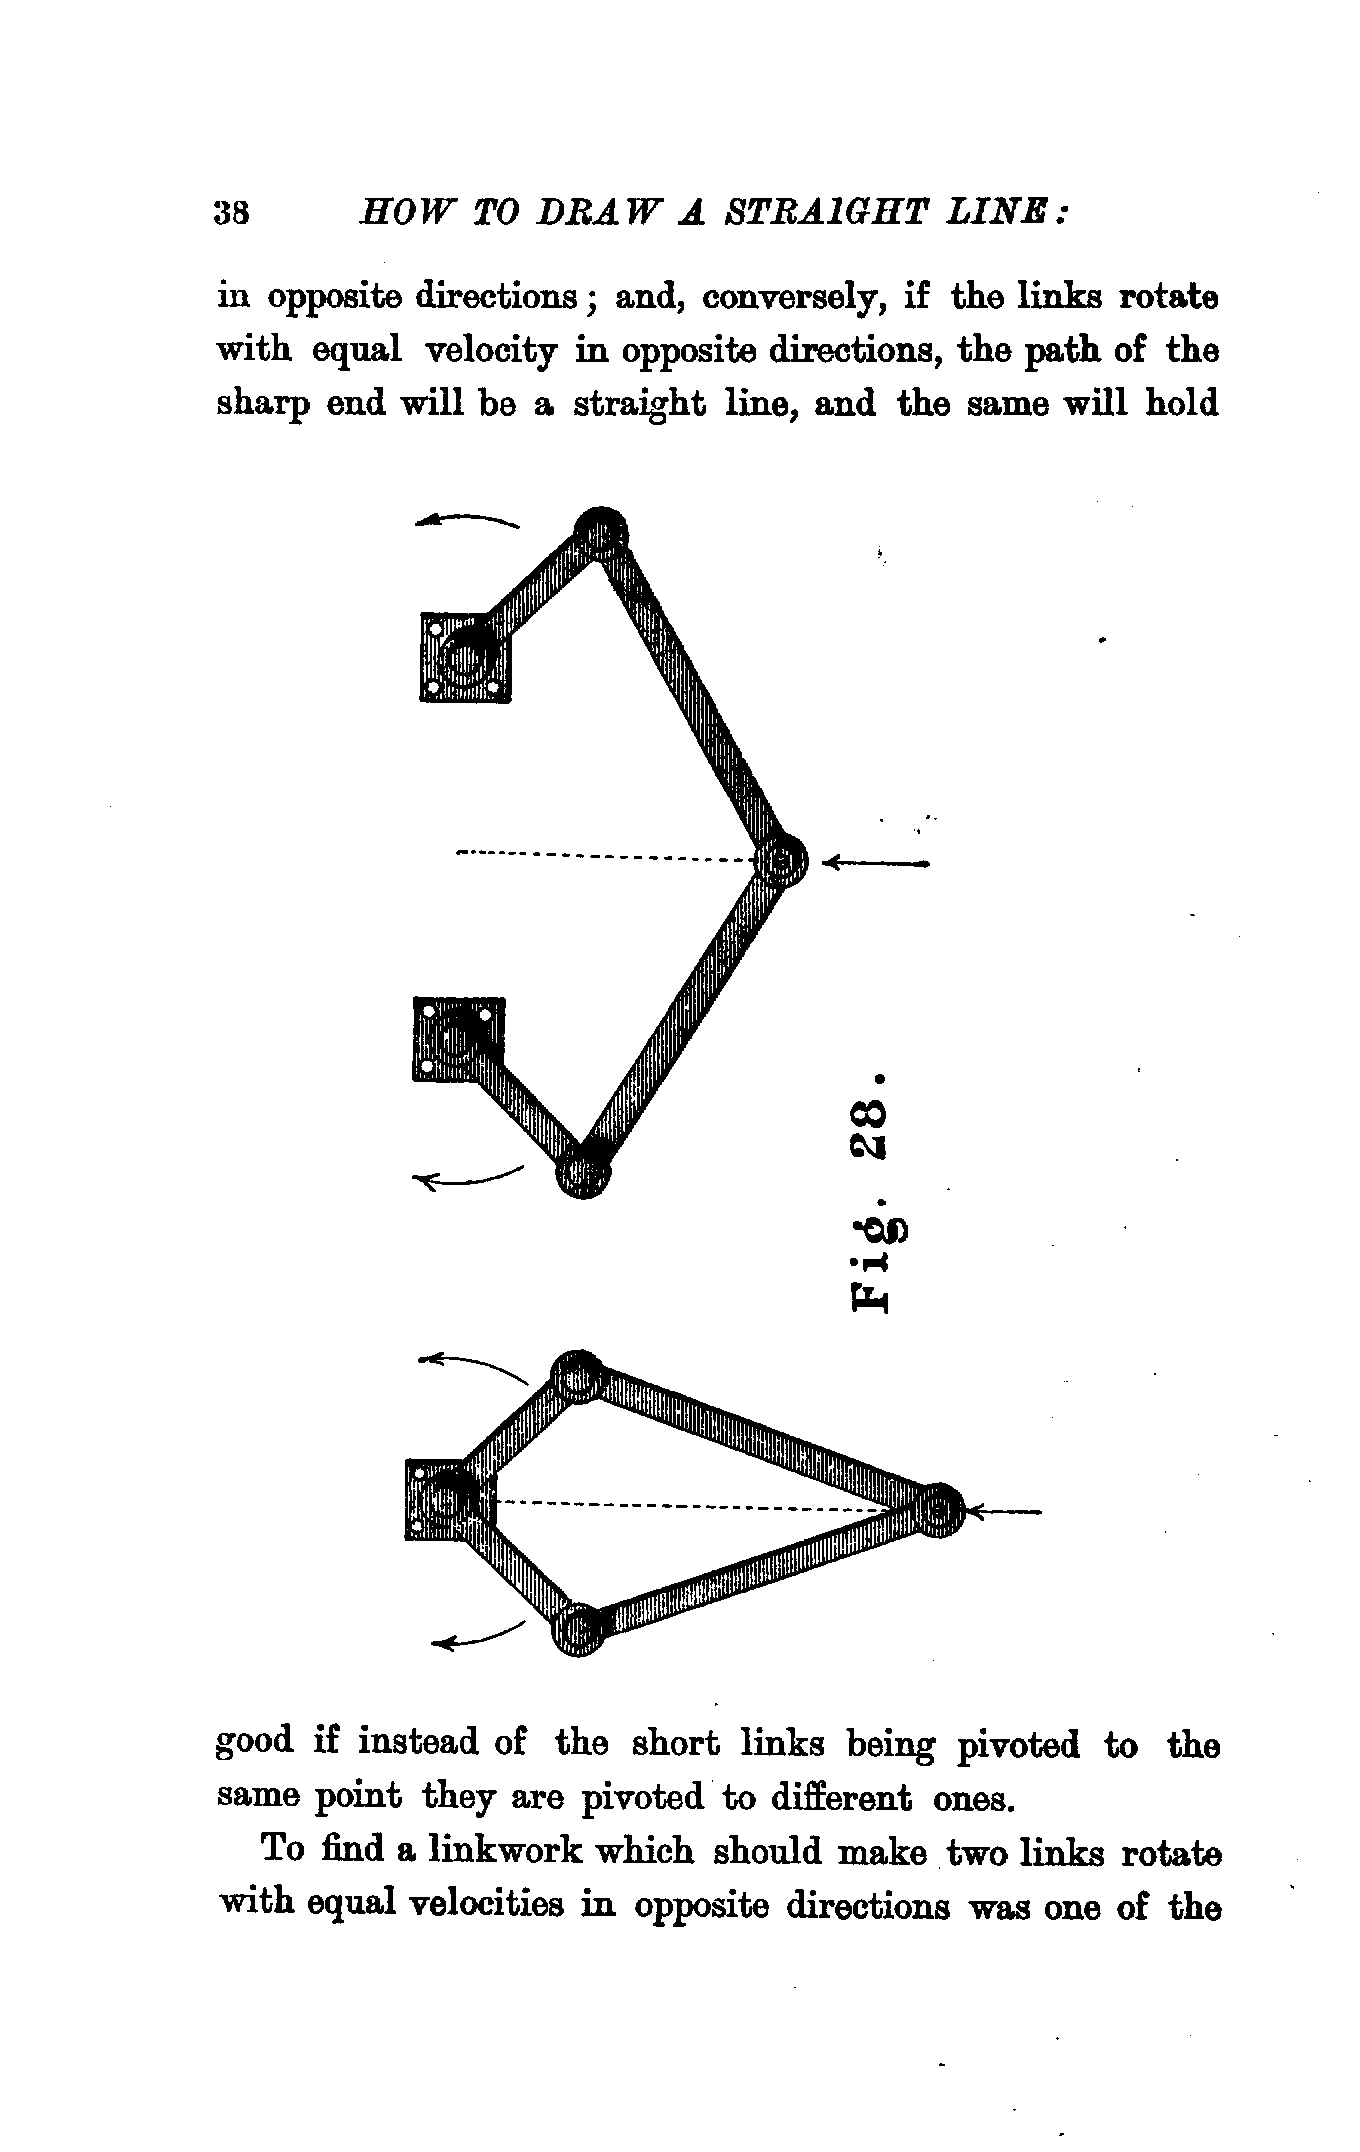 38 HOW TO DRAW A STRAIGHT LINE:
in opposite directions; and, conversely, if the links rotate
with equal velocity in opposite directions, the path of the
sharp end will be a straight line, and the same will hold
Fig. 28.
good if instead of the short links being pivoted to the
same point they are pivoted to different ones.
To find a linkwork which should make two links rotate
with equal velocities in opposite directions was one of the